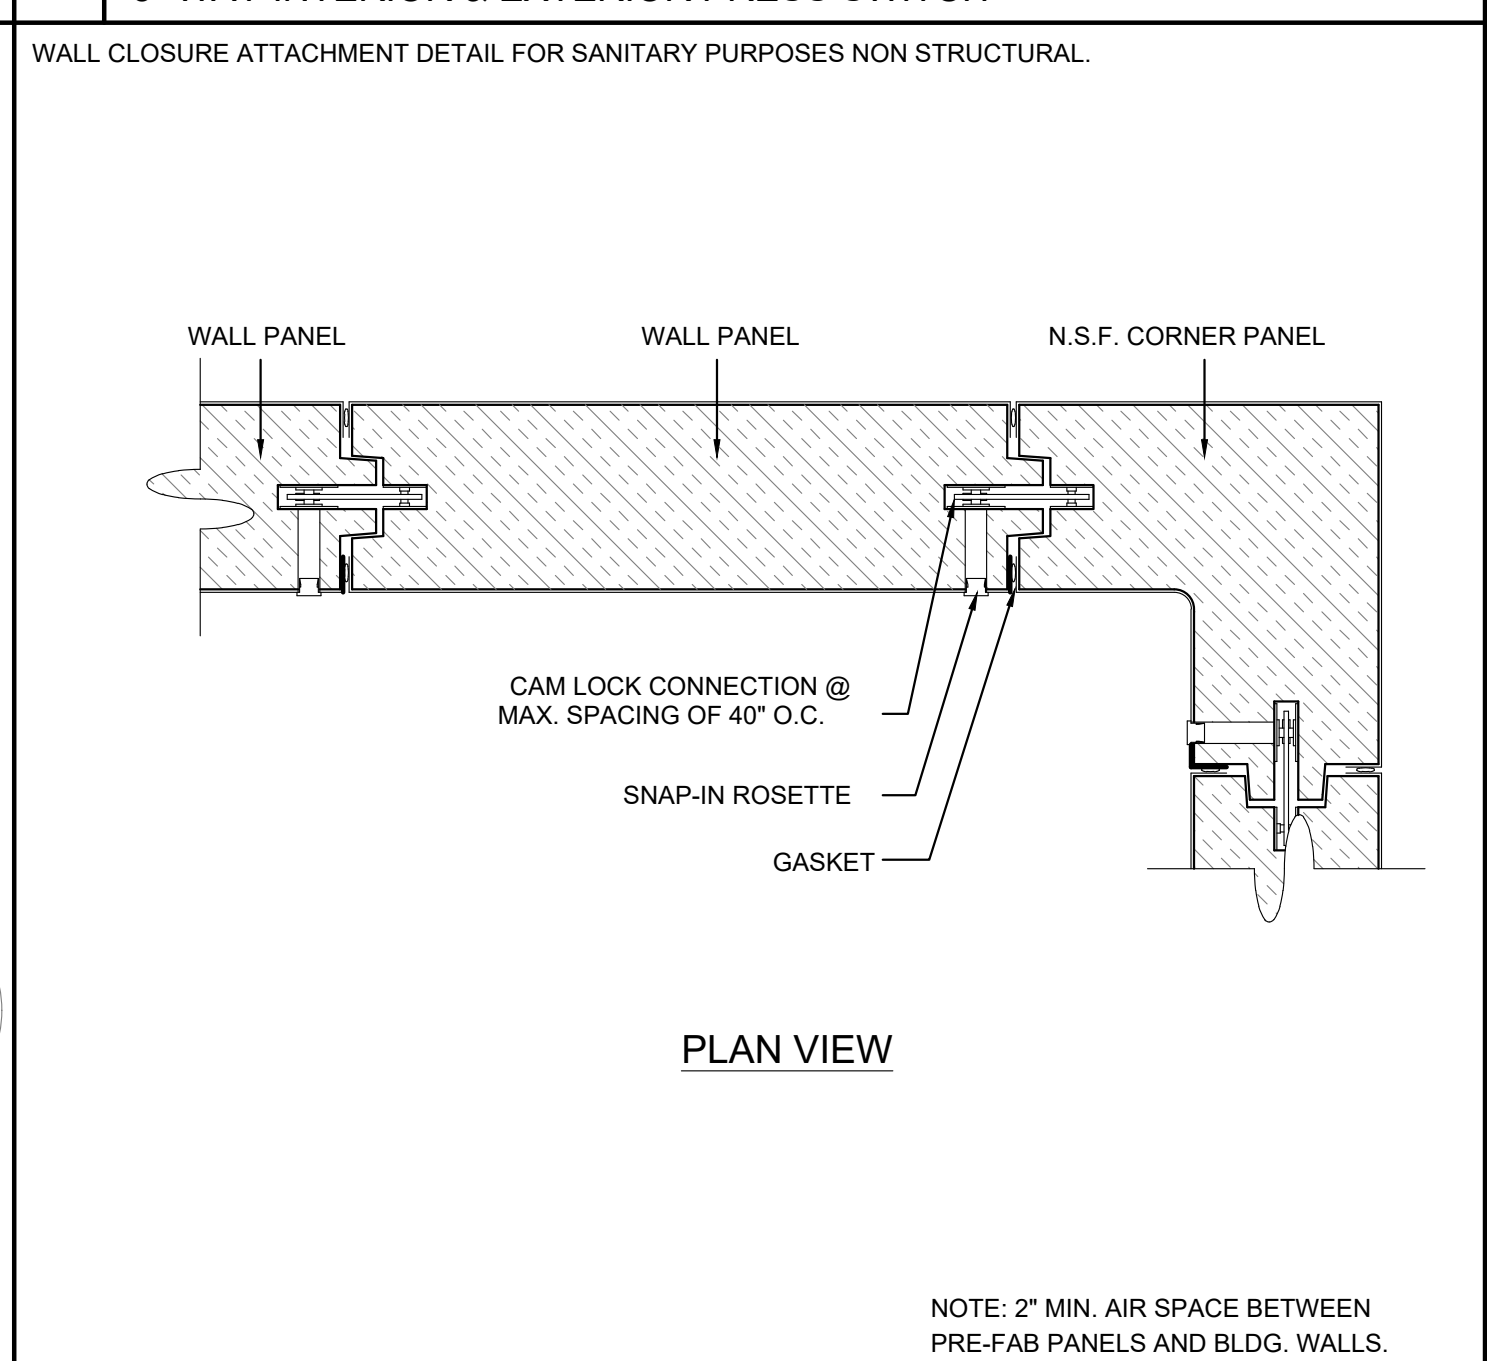 WALL CLOSURE ATTACHMENT DETAIL FOR SANITARY PURPOSES NON STRUCTURAL.
WALL PANEL
WALL PANEL
N.S.F. CORNER PANEL
CAM LOCK CONNECTION @
MAX. SPACING OF 40" O.C.
SNAP-IN ROSETTE
GASKET
PLAN VIEW
NOTE: 2" MIN. AIR SPACE BETWEEN
PRE-FAB PANELS AND BLDG. WALLS.